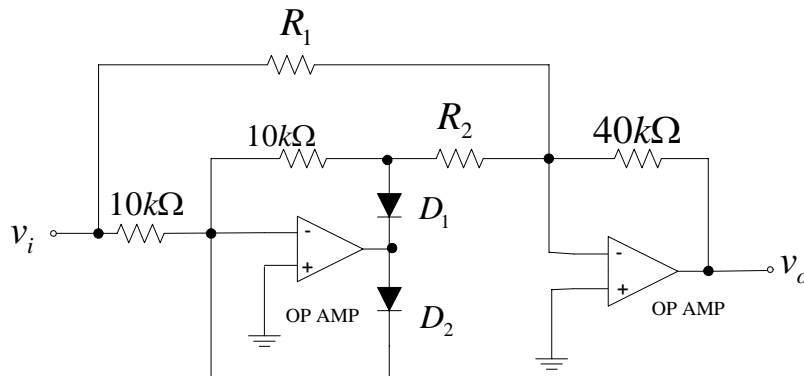 R₁
10kΩ
R₂
40kΩ
10kΩ
D₁
vᵢ
-
+
-
+
vₒ
OP AMP
D₂
OP AMP